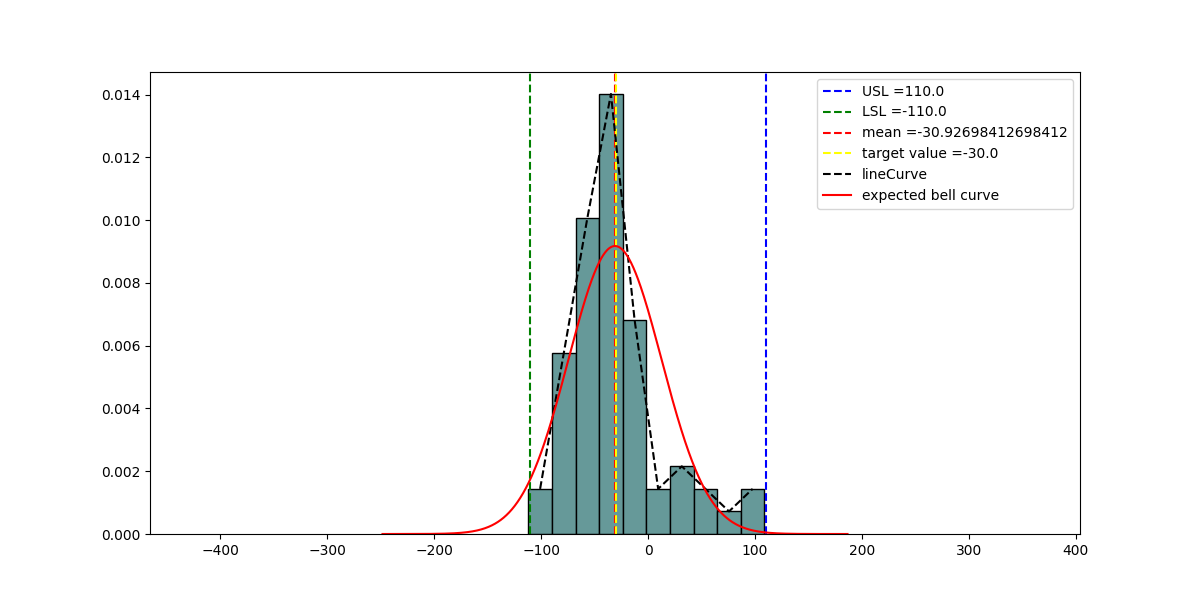 0.014
0.012
0.010
0.008
0.006
0.004
0.002
0.000
−400
−300
−200
−100
0
100
200
300
400
USL =110.0
LSL =-110.0
mean =-30.92698412698412
target value =-30.0
lineCurve
expected bell curve